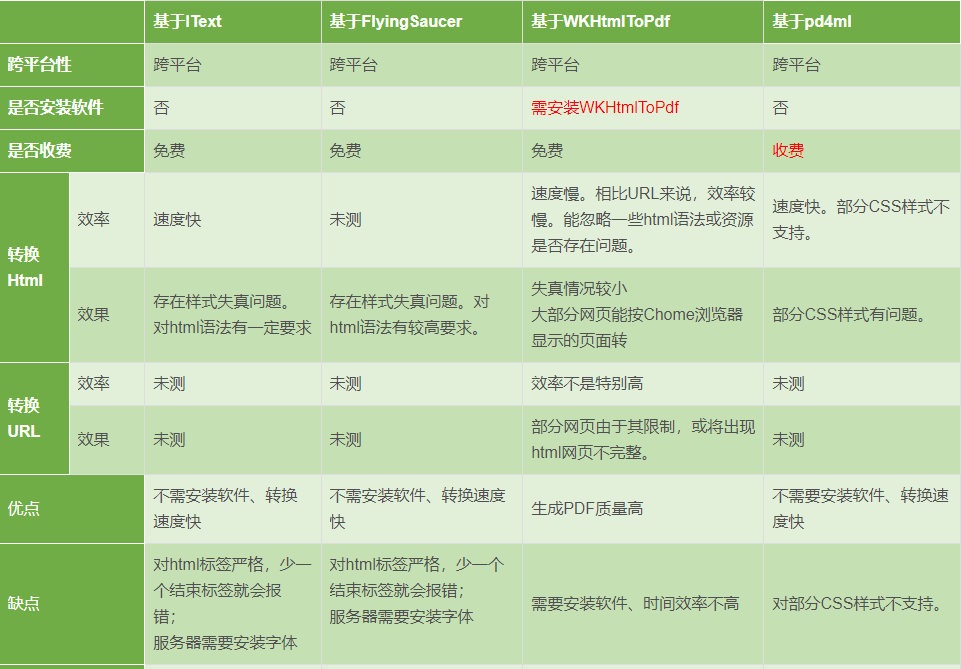 基于IText
基于FlyingSaucer
基于WKHtmlToPdf
基于pd4ml
跨平台性
跨平台
跨平台
跨平台
跨平台
是否安装软件
否
否
需安装WKHtmlToPdf
否
是否收费
免费
免费
免费
收费
转换
Html
效率
速度快
未测
速度慢。相比URL来说，效率较
慢。能忽略一些html语法或资源
是否存在问题。
速度快。部分CSS样式不
支持。
效果
存在样式失真问题。
对html语法有一定要求
存在样式失真问题。对
html语法有较高要求。
失真情况较小
大部分网页能按Chome浏览器
显示的页面转
部分CSS样式有问题。
转换
URL
效率
未测
未测
效率不是特别高
未测
效果
未测
未测
部分网页由于其限制，或将出现
html网页不完整。
未测
优点
不需安装软件、转换
速度快
不需安装软件、转换速度
快
生成PDF质量高
不需要安装软件、转换速
度快
缺点
对html标签严格，少一
个结束标签就会报
错；
服务器需要安装字体
对html标签严格，少一个
结束标签就会报错；
服务器需要安装字体
需要安装软件、时间效率不高
对部分CSS样式不支持。